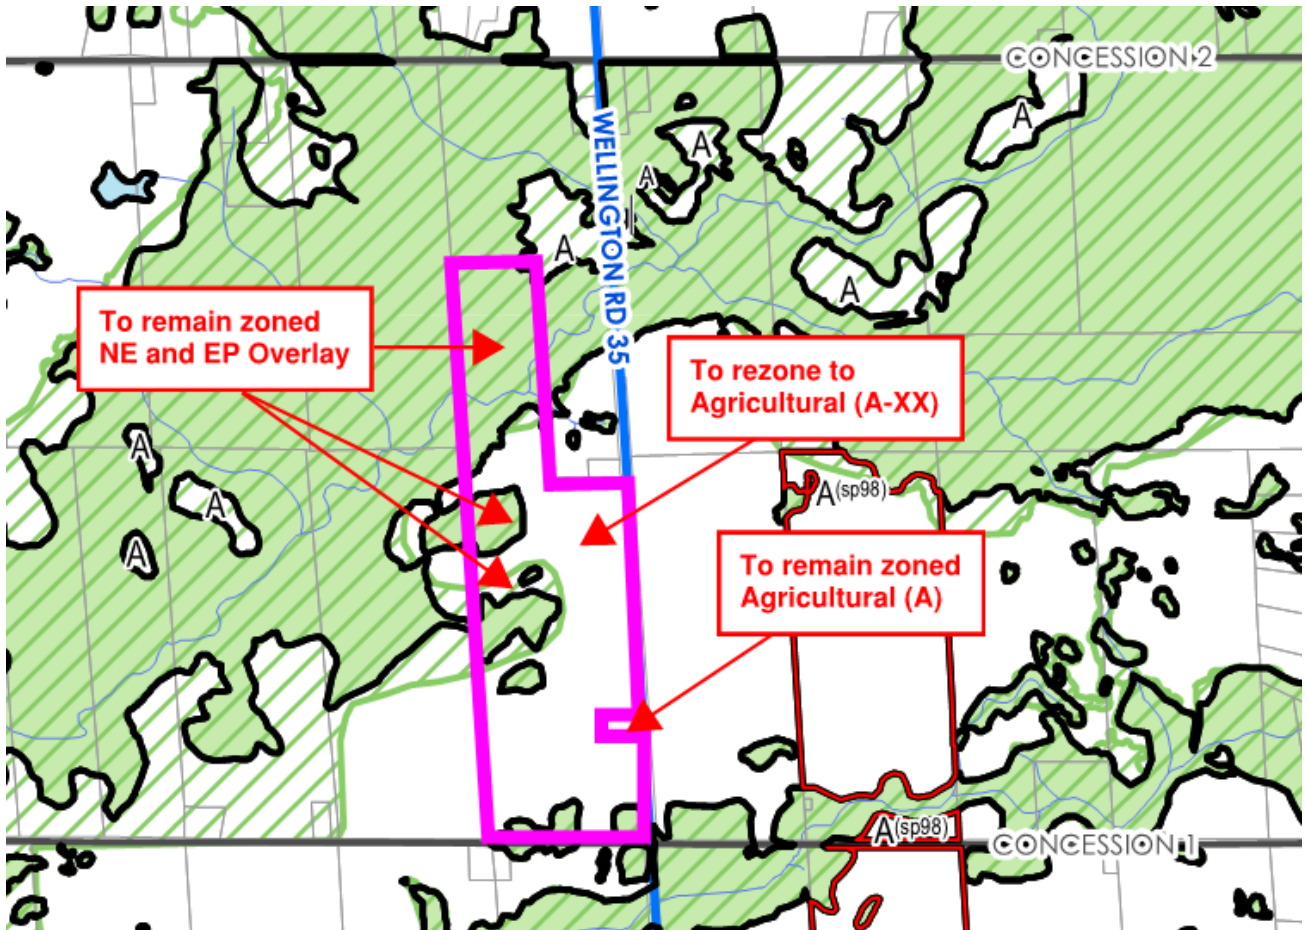 CONCESSION 2
A
A
A
WELLINGTON RD 35
A
A
To remain zoned
NE and EP Overlay
To rezone to
Agricultural (A-XX)
A
A
A
A(sp98)
To remain zoned
Agricultural (A)
A(sp98)
CONCESSION 1